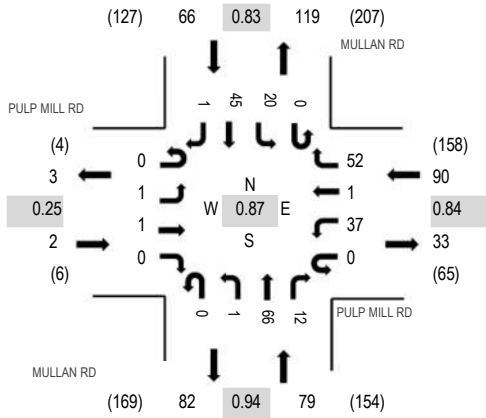 (127) 66 0.83 119 (207)
MULLAN RD
1 45 20 0
PULP MILL RD
(4) (158)
0 52
3 90
1 N 1
0.25 W 0.87 E 0.84
1 S 37
2 33
0 0
(6) (65)
0 1 66 12
PULP MILL RD
MULLAN RD
(169) 82 0.94 79 (154)